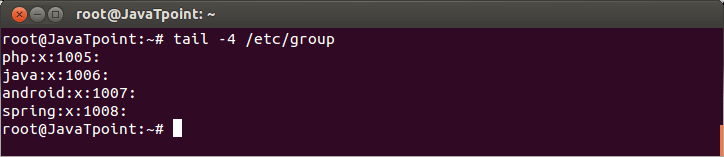 root@JavaTpoint: ~
root@JavaTpoint:~# tail -4 /etc/group
php:x:1005:
java:x:1006:
android:x:1007:
spring:x:1008:
root@JavaTpoint:~#